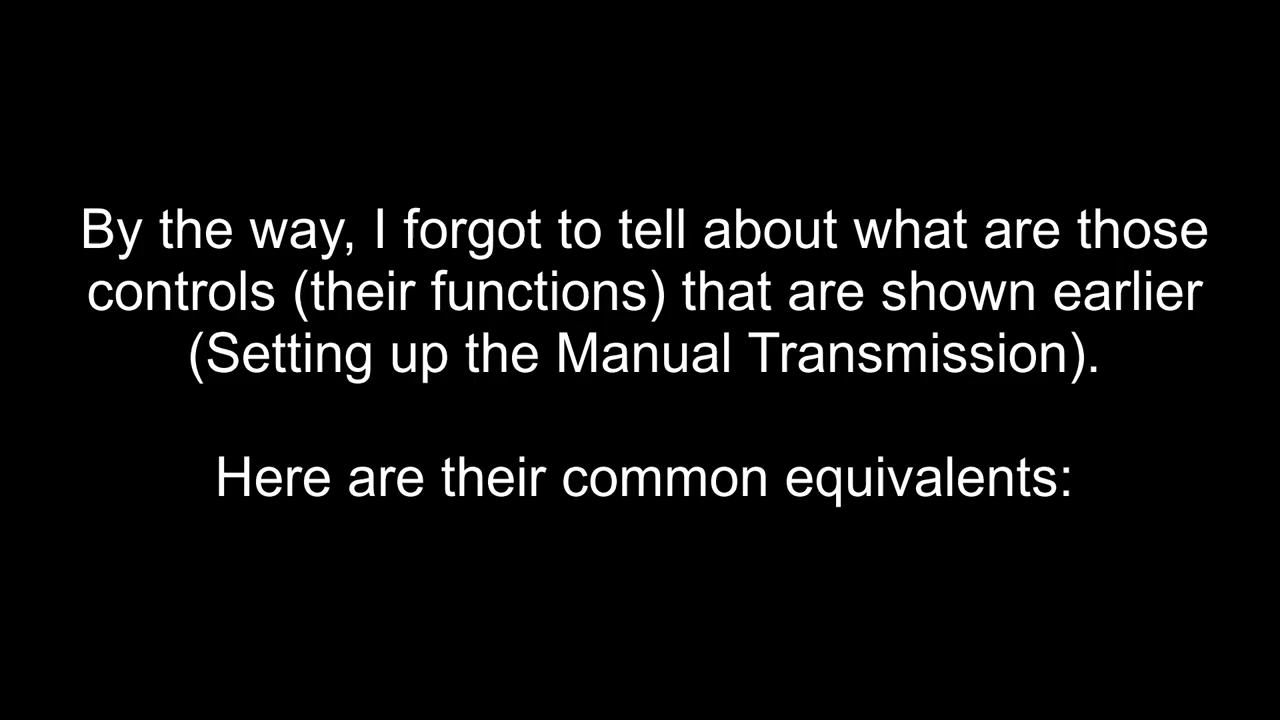 By the way, I forgot to tell about what are those
controls (their functions) that are shown earlier
(Setting up the Manual Transmission).
Here are their common equivalents: